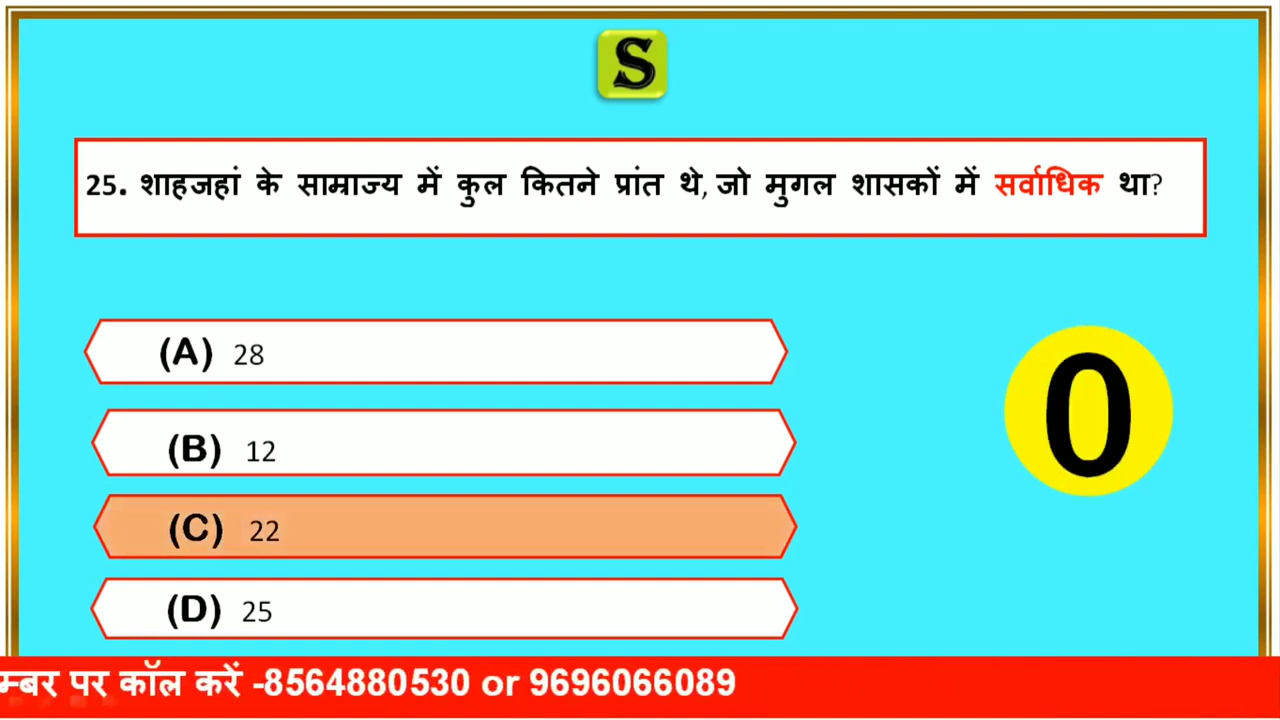 S
25. शाहजहां के साम्राज्य में कुल कितने प्रांत थे, जो मुगल शासकों में सर्वाधिक था?
(A) 28
0
(B) 12
(C) 22
(D) 25
म्बर पर कॉल करें -8564880530 or 9696066089